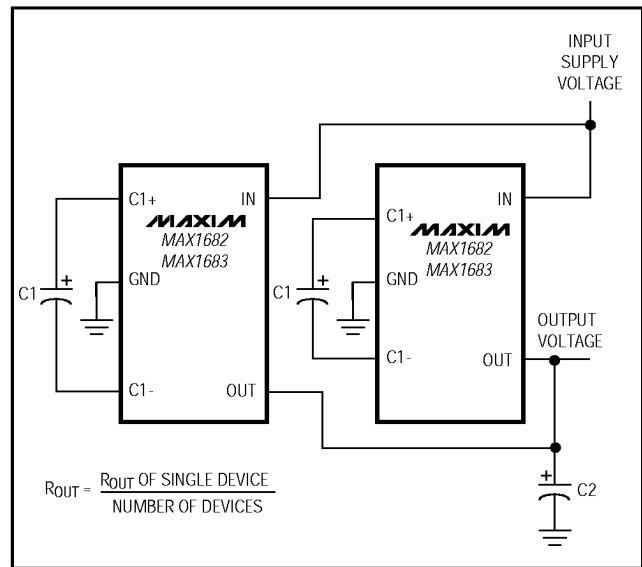 INPUT
SUPPLY
VOLTAGE
C1+
IN
MAXIM
MAX1682
MAX1683
GND
C1
+
C1-
OUT
C1+
IN
MAXIM
MAX1682
MAX1683
GND
C1
+
C1-
OUT
OUTPUT
VOLTAGE
+
C2
ROUT = ROUT OF SINGLE DEVICE
NUMBER OF DEVICES